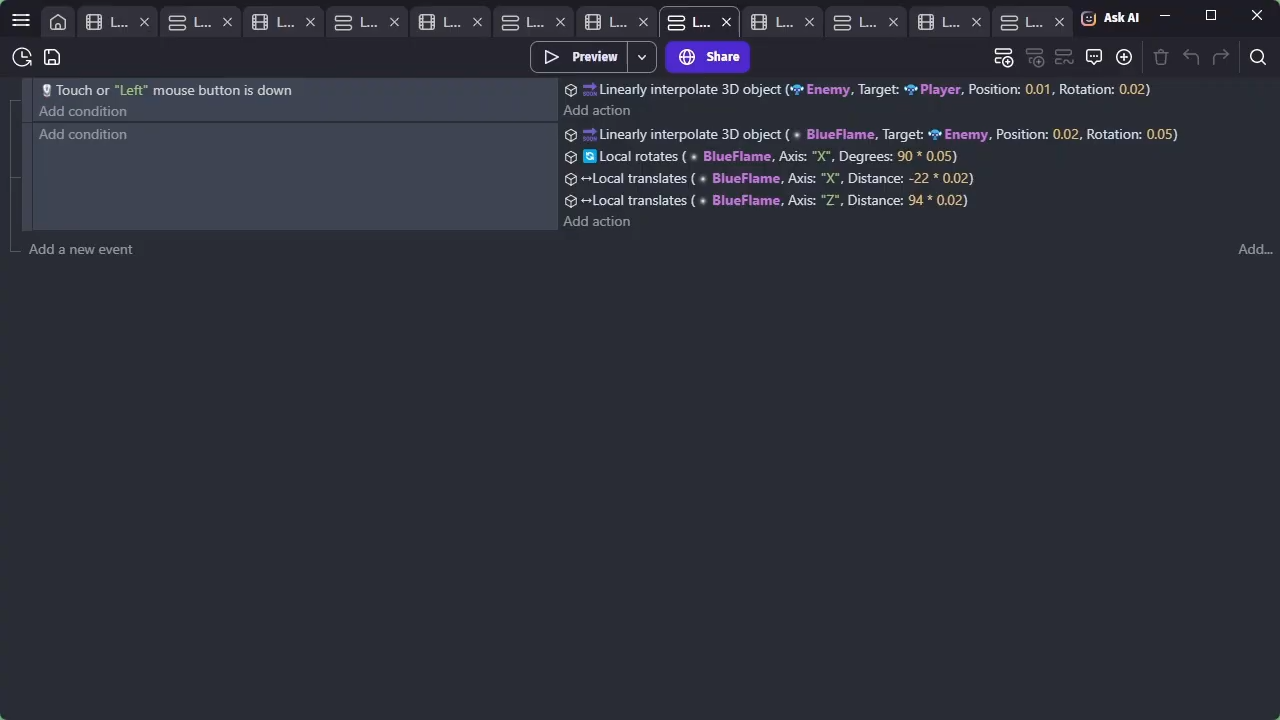 L... L... L... L... L... L... L... L... L... L... L... L... Ask AI
Preview Share
Touch or "Left" mouse button is down
Add condition
Linearly interpolate 3D object (Enemy, Target: Player, Position: 0.01, Rotation: 0.02)
Add action
Add condition
Linearly interpolate 3D object (BlueFlame, Target: Enemy, Position: 0.02, Rotation: 0.05)
Local rotates (BlueFlame, Axis: "X", Degrees: 90 * 0.05)
Local translates (BlueFlame, Axis: "X", Distance: -22 * 0.02)
Local translates (BlueFlame, Axis: "Z", Distance: 94 * 0.02)
Add action
Add a new event Add...